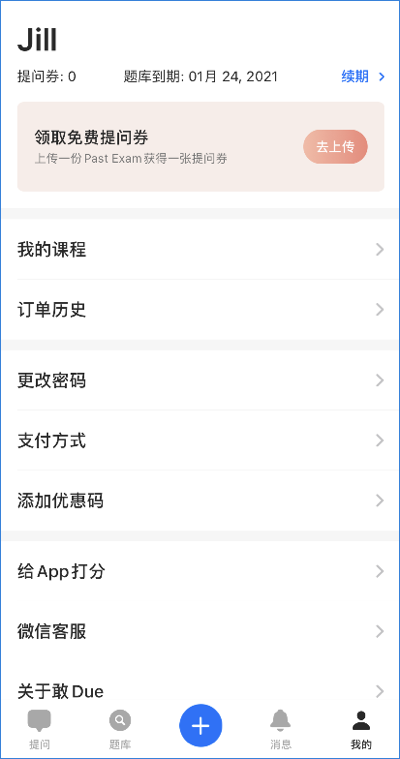 Jill
提问券: 0 题库到期: 01月 24, 2021 续期
领取免费提问券
上传一份 Past Exam 获得一张提问券
去上传
我的课程
订单历史
更改密码
支付方式
添加优惠码
给 App 打分
微信客服
关于敢 Due
提问 题库 消息 我的